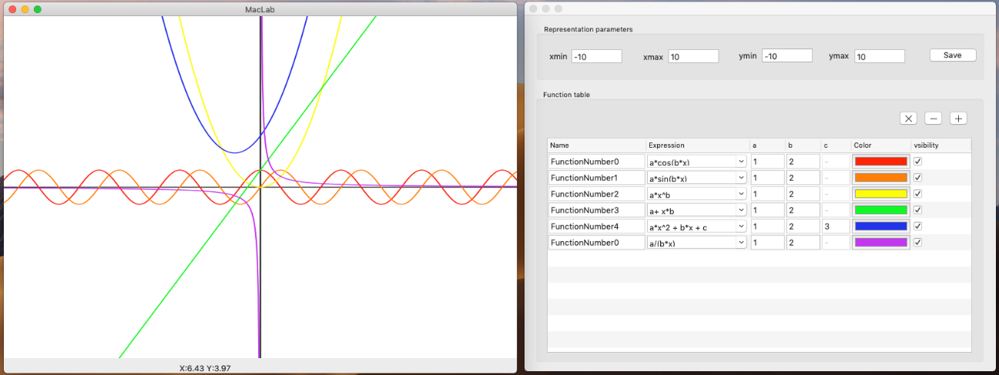 MacLab
X:6.43 Y:3.97
Representation parameters
xmin -10 xmax 10 ymin -10 ymax 10 Save
Function table
Name Expression a b c Color vsibility
FunctionNumber0 a*cos(b*x) 1 2 -
FunctionNumber1 a*sin(b*x) 1 2 -
FunctionNumber2 a*x^b 1 2 -
FunctionNumber3 a+ x*b 1 2 -
FunctionNumber4 a*x^2 + b*x + c 1 2 3
FunctionNumber0 a/(b*x) 1 2 -